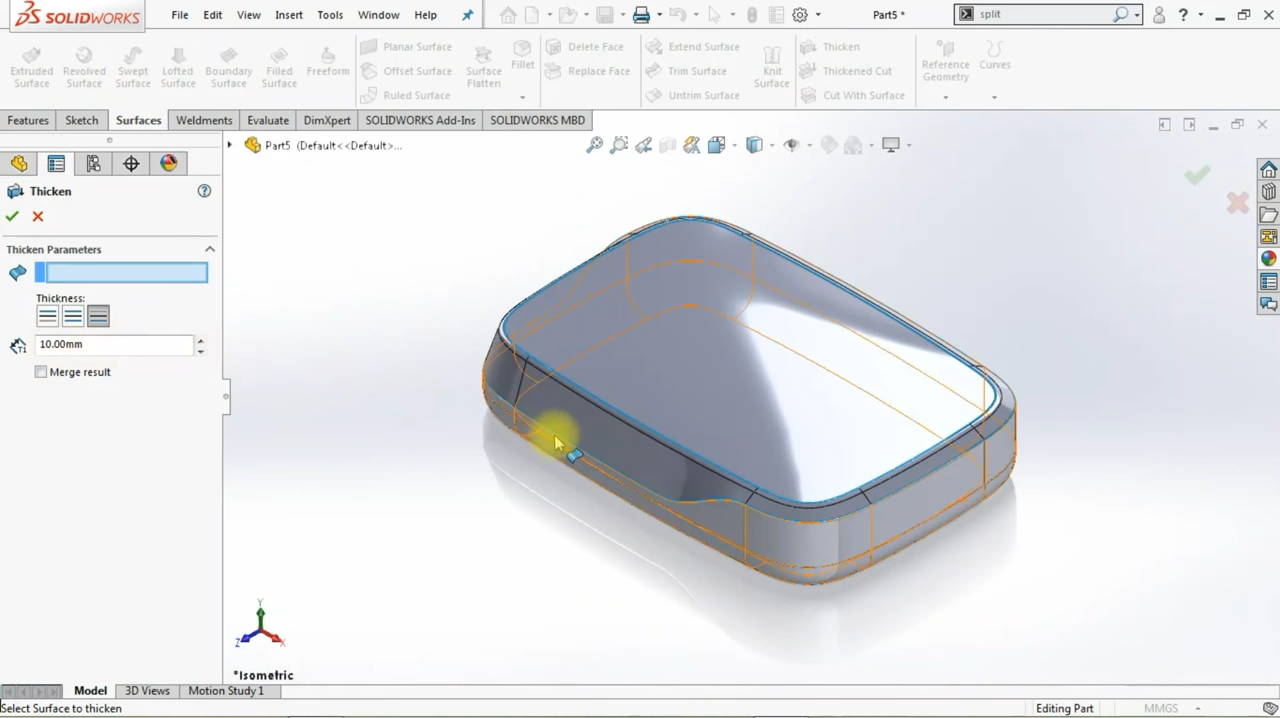 SOLIDWORKS File Edit View Insert Tools Window Help Part5 * split
Extruded Surface
Revolved Surface
Swept Surface
Lofted Surface
Boundary Surface
Filled Surface
Freeform
Planar Surface
Offset Surface
Ruled Surface
Surface Flatten
Fillet
Delete Face
Replace Face
Extend Surface
Trim Surface
Untrim Surface
Knit Surface
Thicken
Thickened Cut
Cut With Surface
Reference Geometry
Curves
Features Sketch Surfaces Weldments Evaluate DimXpert SOLIDWORKS Add-Ins SOLIDWORKS MBD
Part5 (Default<<Default>...
Thicken
Thicken Parameters
Thickness:
10.00mm
Merge result
Y
Z X
*Isometric
Model 3D Views Motion Study 1
Select Surface to thicken Editing Part MMGS